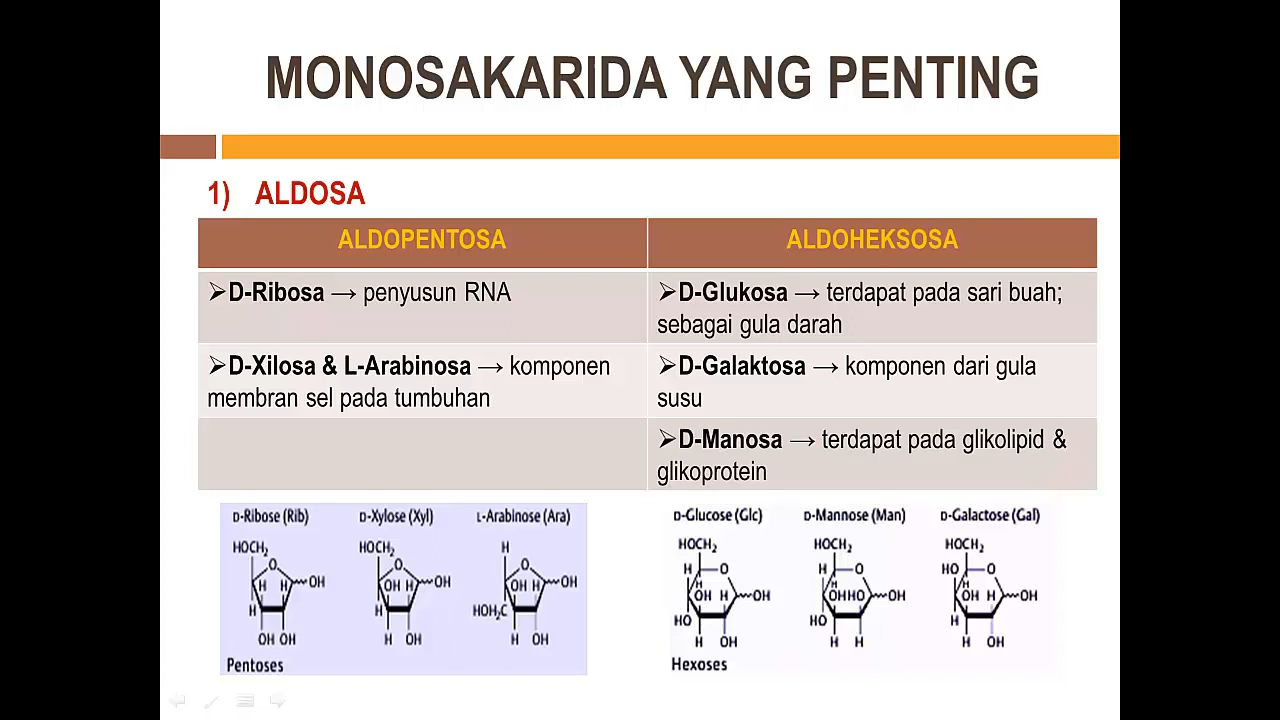 MONOSAKARIDA YANG PENTING
1) ALDOSA
ALDOPENTOSA
ALDOHEKSOSA
➢D-Ribosa → penyusun RNA
➢D-Glukosa → terdapat pada sari buah;
sebagai gula darah
➢D-Xilosa & L-Arabinosa → komponen
membran sel pada tumbuhan
➢D-Galaktosa → komponen dari gula
susu
➢D-Manosa → terdapat pada glikolipid &
glikoprotein
D-Ribose (Rib)
D-Xylose (Xyl)
L-Arabinose (Ara)
HOCH2
O
H H
OH
H
OH OH
HOCH2
O
OH H
OH
H
H OH
H
O
OH H
OH
HOH2C
H OH
Pentoses
D-Glucose (Glc)
D-Mannose (Man)
D-Galactose (Gal)
HOCH2
H
O
H
OH H
OH
HO
H OH
HOCH2
H
O
H
OHHO
OH
HO
H H
HOCH2
HO
O
H
OH H
OH
H
H OH
Hexoses